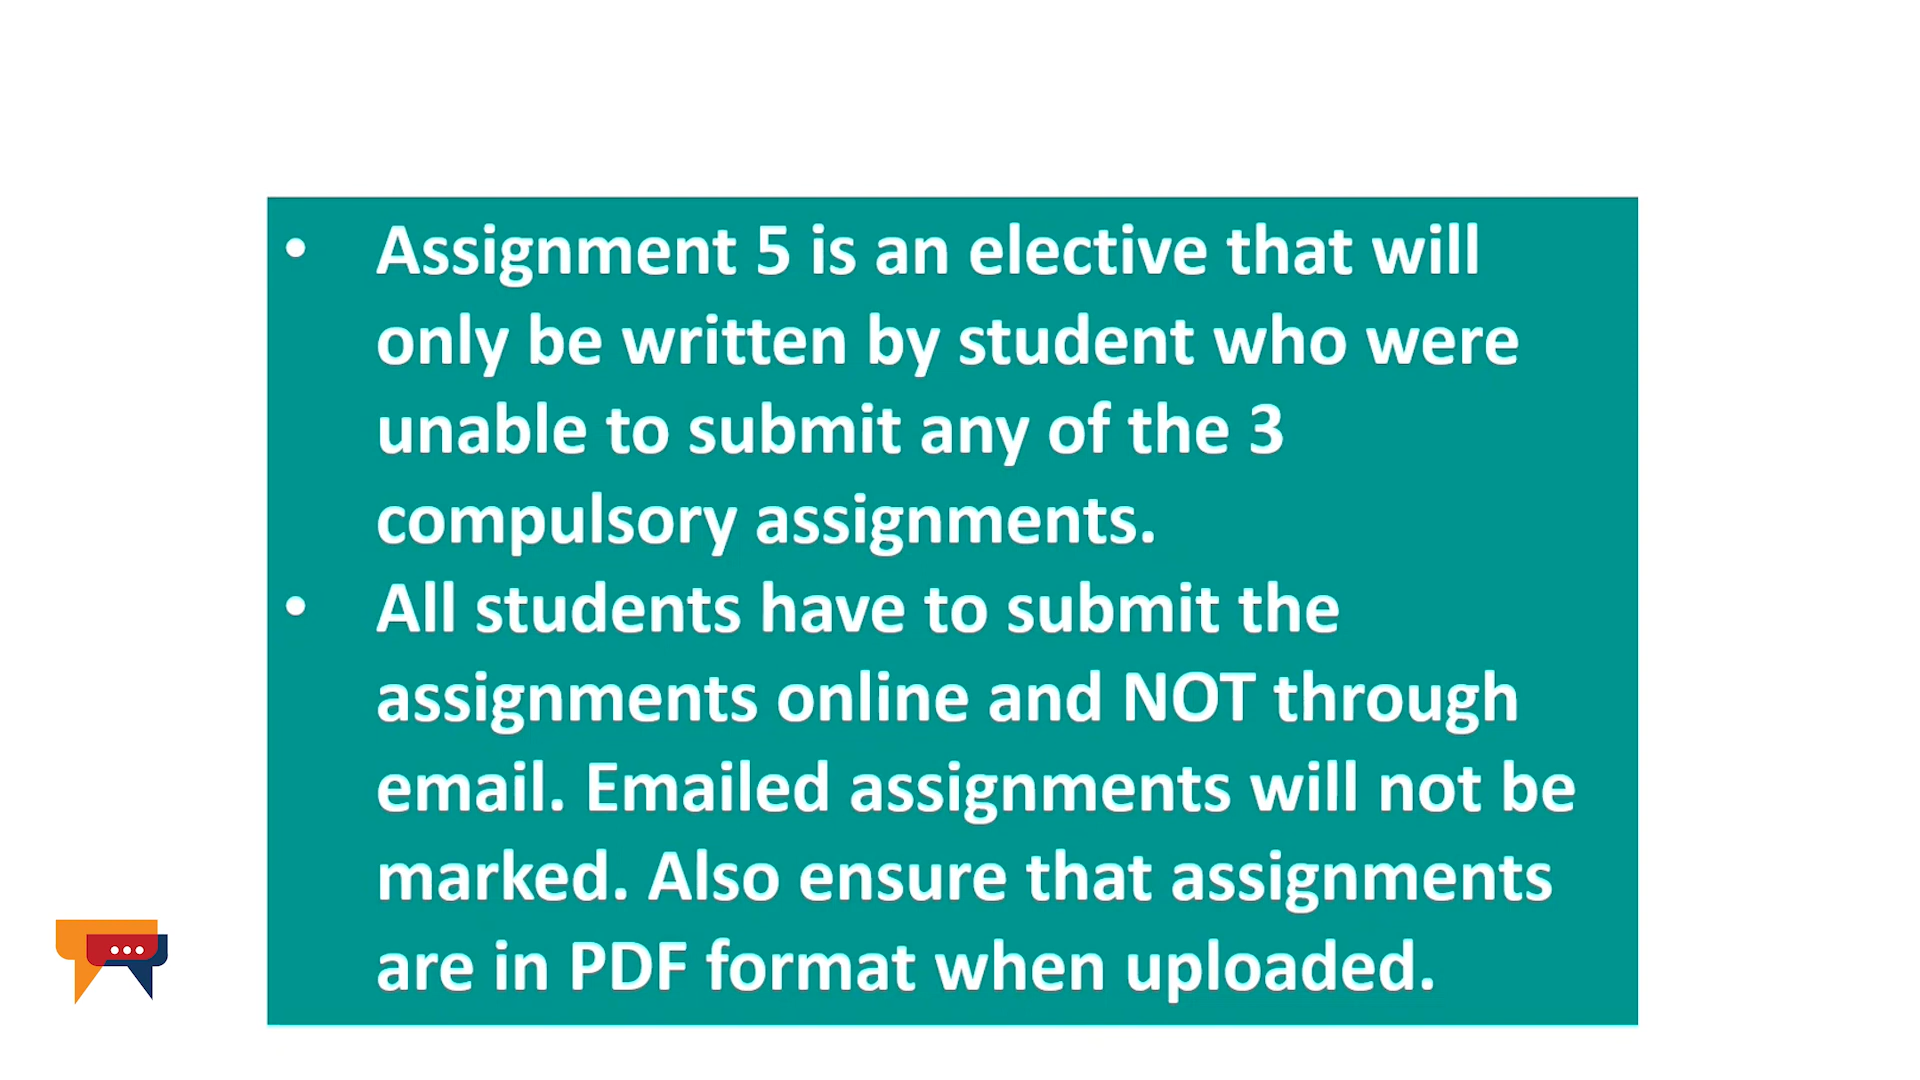 • Assignment 5 is an elective that will
only be written by student who were
unable to submit any of the 3
compulsory assignments.
• All students have to submit the
assignments online and NOT through
email. Emailed assignments will not be
marked. Also ensure that assignments
are in PDF format when uploaded.